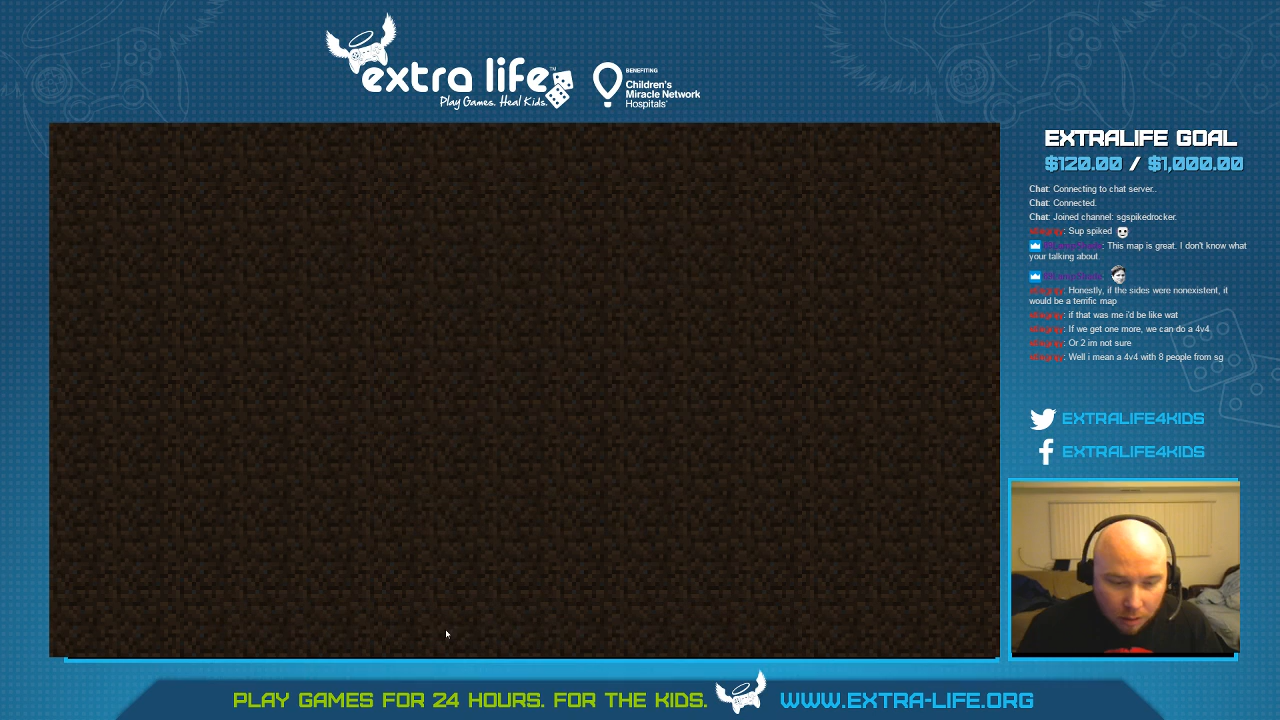 extra life™
Play Games. Heal Kids.
BENEFITING
Children's
Miracle Network
Hospitals
EXTRALIFE GOAL
$120.00 / $1,000.00
Chat: Connecting to chat server..
Chat: Connected.
Chat: Joined channel: sgspikedrocker.
: Sup spiked
: This map is great. I don't know what
your talking about.
: Honestly, if the sides were nonexistent, it
would be a terrific map
: if that was me i'd be like wat
: If we get one more, we can do a 4v4
: Or 2 im not sure
: Well i mean a 4v4 with 8 people from sg
EXTRALIFE4KIDS
EXTRALIFE4KIDS
PLAY GAMES FOR 24 HOURS. FOR THE KIDS.
WWW.EXTRA-LIFE.ORG